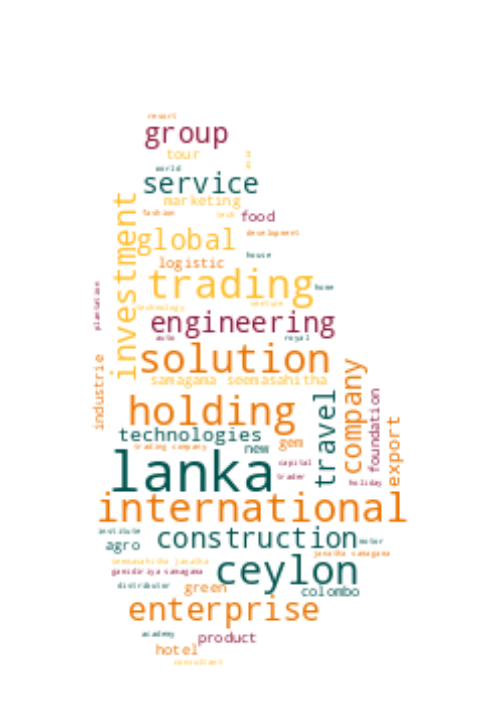 resort
group
tour
world
service
marketing
fashion
tech
food
investment
global
development
house
logistic
trading
home
plantation
technology
venture
engineering
auto
royal
solution
industrie
samagama seemasahitha
company
holding
travel
foundation
export
technologies
trading company
new
gem
lanka
capital
trader
holiday
international
institute
construction
motor
agro
janatha samagama
seemasahitha janatha
ceylon
gamidiriya samagama
distributor
green
colombo
enterprise
academy
product
hotel
consultant